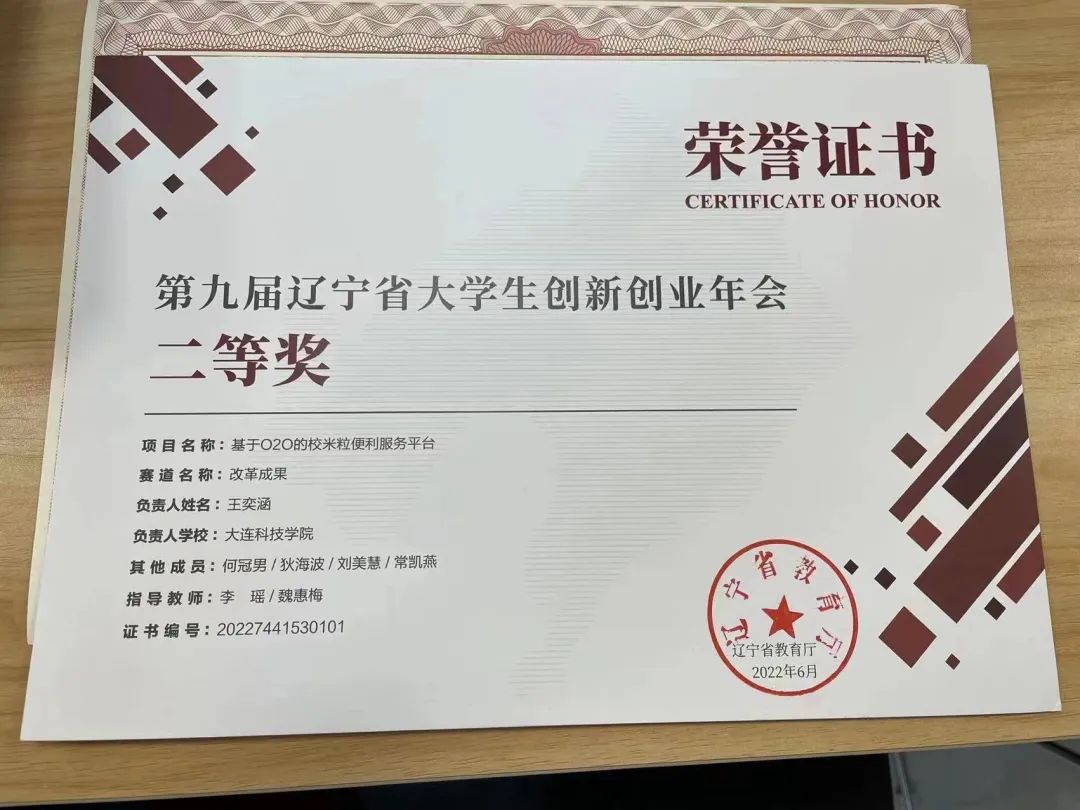 荣誉证书
CERTIFICATE OF HONOR
第九届辽宁省大学生创新创业年会
二等奖
项目名称：基于O2O的校米粒便利服务平台
赛道名称：改革成果
负责人姓名：王奕涵
负责人学校：大连科技学院
其他成员：何冠男 / 狄海波 / 刘美慧 / 常凯燕
指导教师：李 瑶 / 魏惠梅
证书编号：20227441530101
辽宁省教育厅
辽宁省教育厅
2022年6月